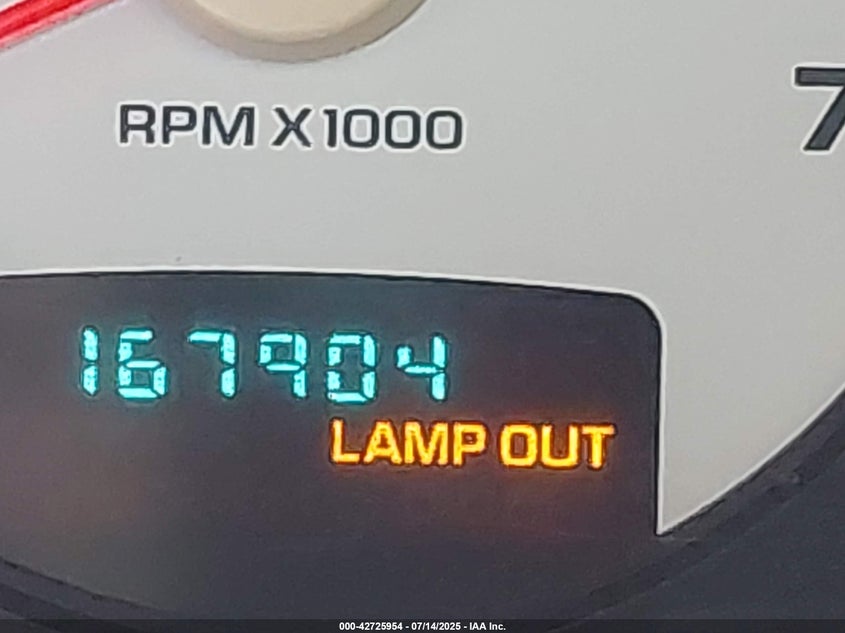 RPM X1000
7
167904
LAMP OUT
000-42725954 - 07/14/2025 - IAA Inc.